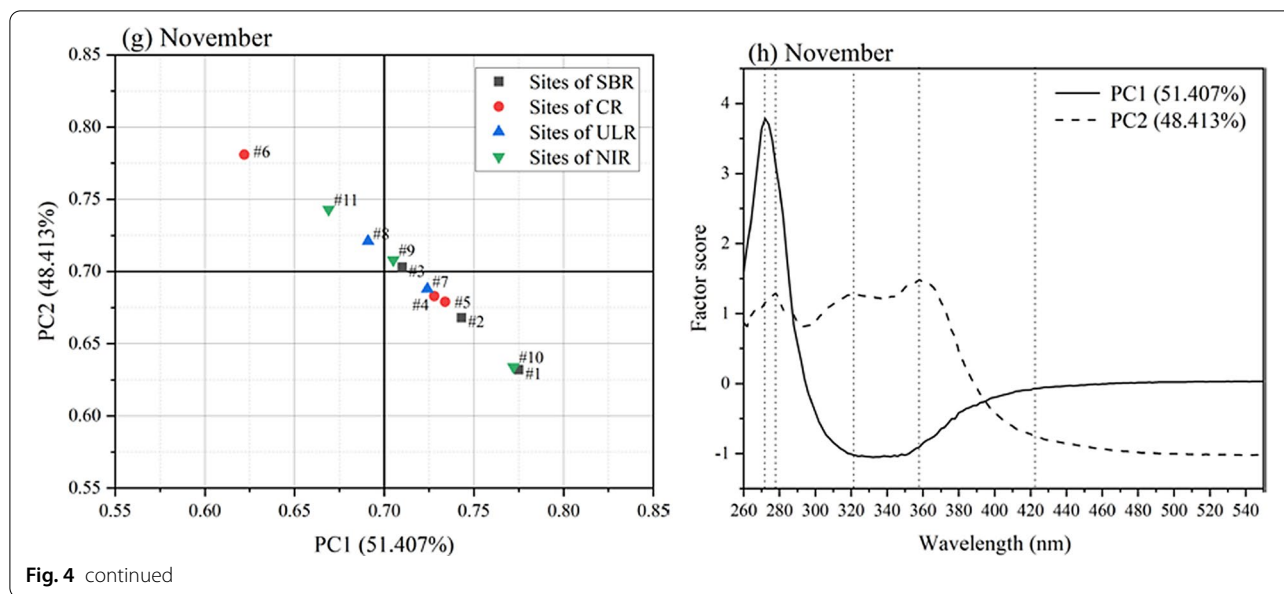 (g) November
0.85
0.80
0.75
0.70
0.65
0.60
0.55
PC2 (48.413%)
Sites of SBR
Sites of CR
Sites of ULR
Sites of NIR
#6
#11
#8
#9
#3
#7
#4
#5
#2
#10
#1
0.55 0.60 0.65 0.70 0.75 0.80 0.85
PC1 (51.407%)
(h) November
PC1 (51.407%)
PC2 (48.413%)
4
3
2
1
0
-1
Factor score
260 280 300 320 340 360 380 400 420 440 460 480 500 520 540
Wavelength (nm)
Fig. 4 continued